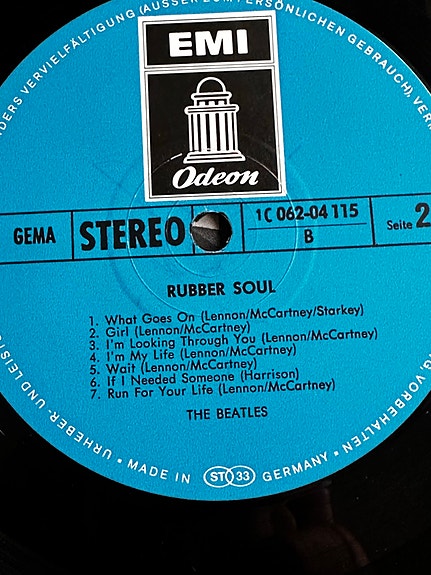 NDERS VERVIELFÄLTIGUNG (AUSSER ZUM PERSÖNLICHEN GEBRAUCH), VER
EMI
Odeon
GEMA
STEREO
1C 062-04 115
B
Seite 2
RUBBER SOUL
1. What Goes On (Lennon/McCartney/Starkey)
2. Girl (Lennon/McCartney)
3. I'm Looking Through You (Lennon/McCartney)
4. I'm My Life (Lennon/McCartney)
5. Wait (Lennon/McCartney)
6. If I Needed Someone (Harrison)
7. Run For Your Life (Lennon/McCartney)
THE BEATLES
URHEBER- UND LEIST
• MADE IN ST 33 GERMANY •
NG VORBEHALTEN